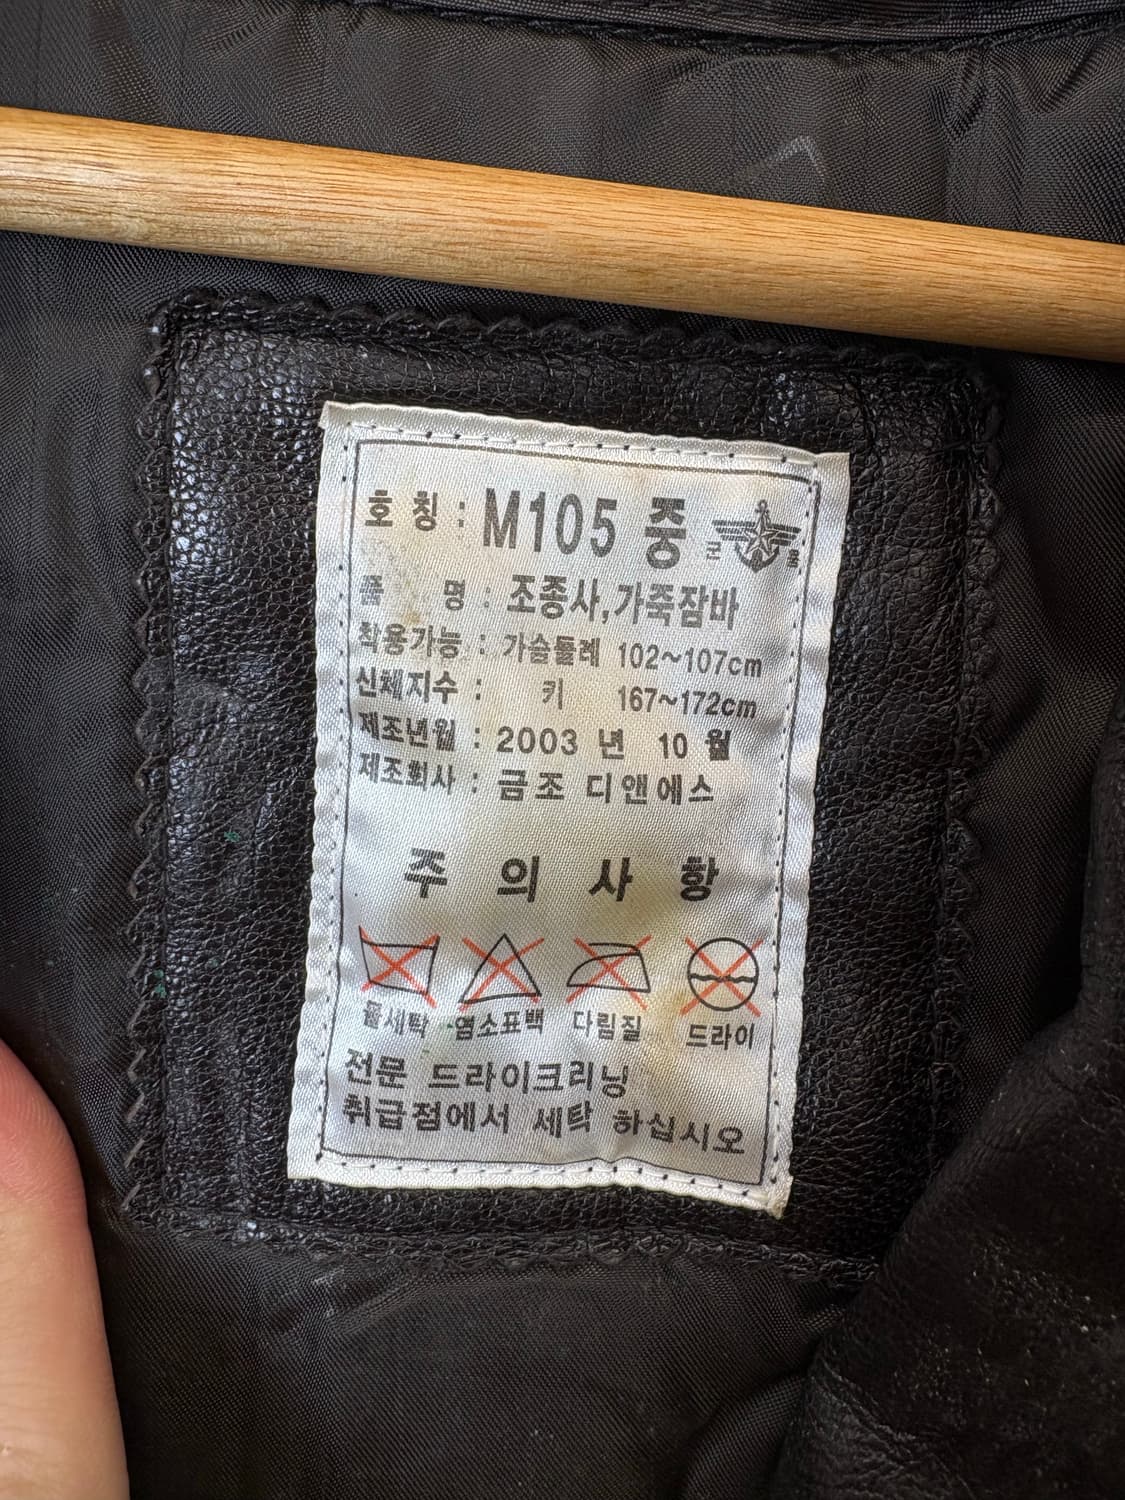 호 칭 : M105 중 군 용
품 명 : 조종사,가죽잠바
착용가능 : 가슴둘레 102~107cm
신체지수 : 키 167~172cm
제조년월 : 2003 년 10 월
제조회사 : 금조 디앤에스
주 의 사 항
물세탁 염소표백 다림질 드라이
전문 드라이크리닝
취급점에서 세탁 하십시오